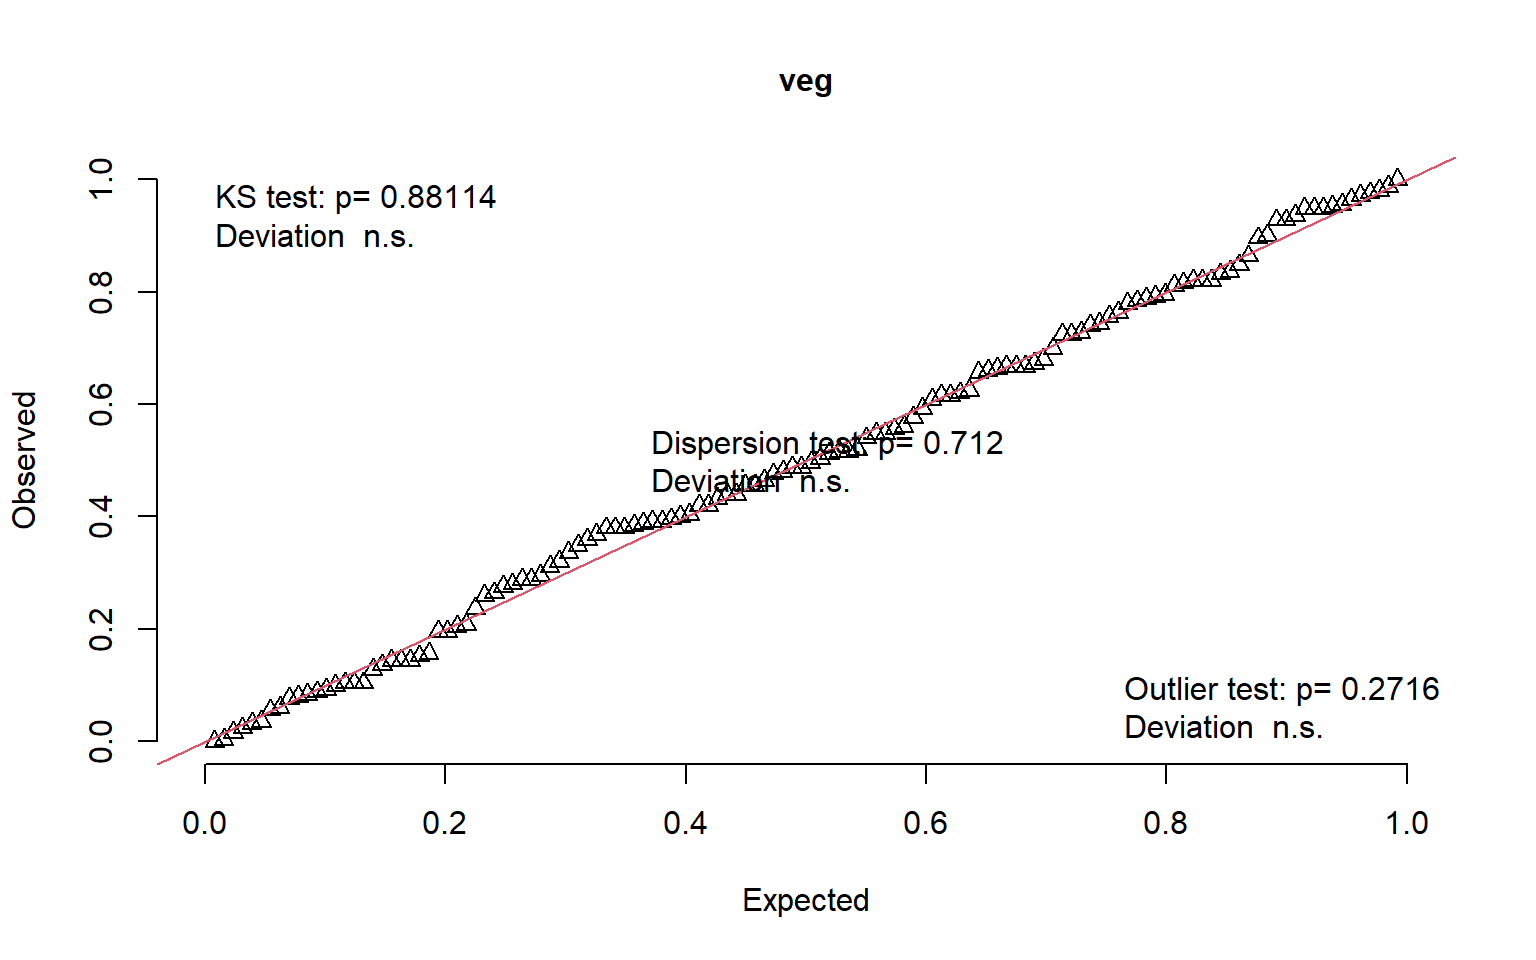 veg
KS test: p= 0.88114
Deviation  n.s.
Dispersion test: p= 0.712
Deviation  n.s.
Outlier test: p= 0.2716
Deviation  n.s.
Observed
1.0
0.8
0.6
0.4
0.2
0.0
0.0 0.2 0.4 0.6 0.8 1.0
Expected